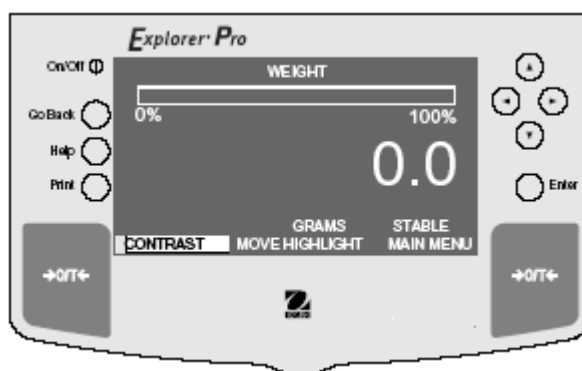 Explorer® Pro
On/Off
Go Back
Help
Print
WEIGHT
0%
100%
0.0
GRAMS
STABLE
CONTRAST
MOVE HIGHLIGHT
MAIN MENU
Enter
→0/T←
→0/T←
OHAUS